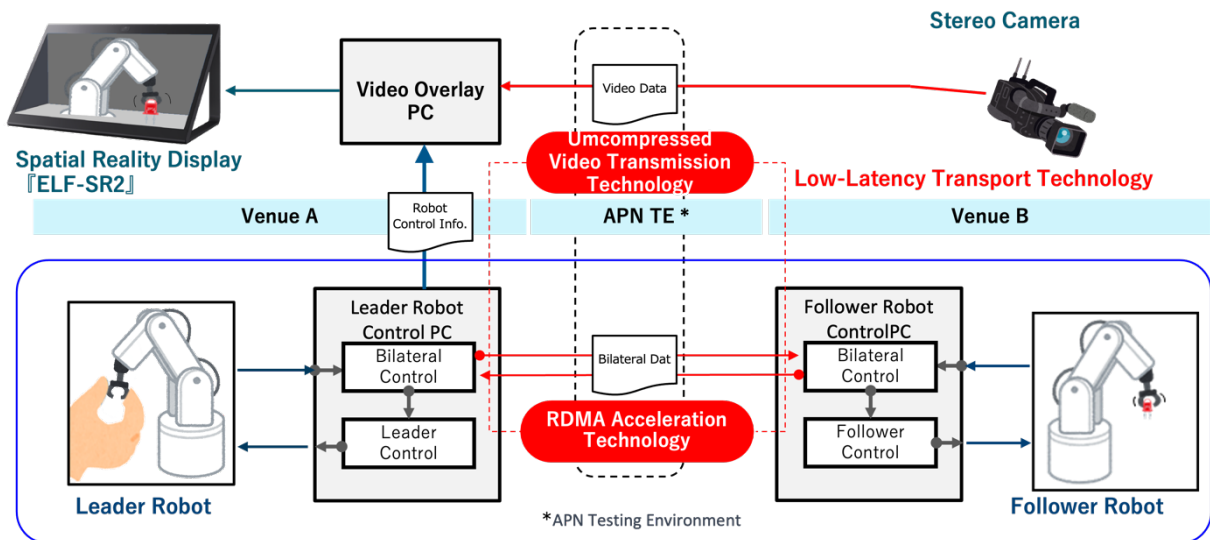 Stereo Camera
Video Overlay
PC
Video Data
Umcompressed
Video Transmission
Technology
Spatial Reality Display
『ELF-SR2』
Low-Latency Transport Technology
Venue A
Robot
Control Info.
APN TE *
Venue B
Leader Robot
Control PC
Bilateral
Control
Leader
Control
Bilateral Dat
RDMA Acceleration
Technology
Follower Robot
ControlPC
Bilateral
Control
Follower
Control
Leader Robot
Follower Robot
*APN Testing Environment